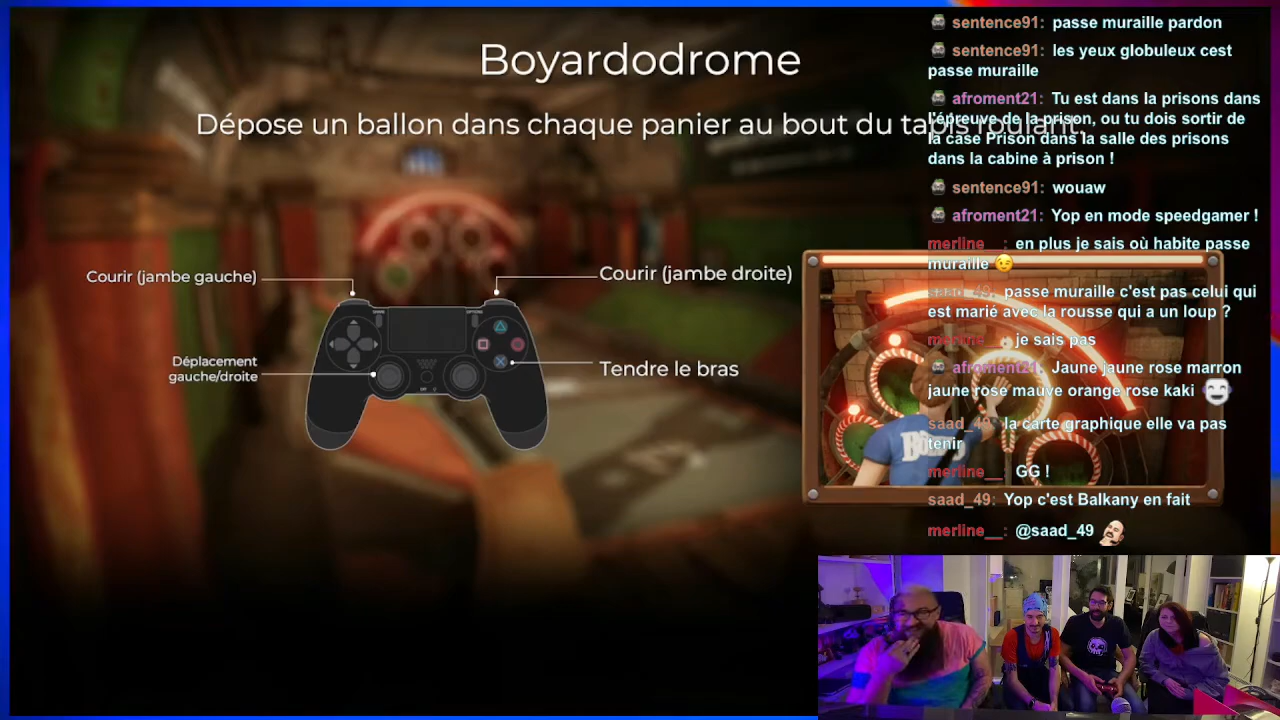 Boyardodrome
Dépose un ballon dans chaque panier au bout du tapis roulant.
Courir (jambe gauche)
Courir (jambe droite)
Déplacement
gauche/droite
Tendre le bras
sentence91: passe muraille pardon
sentence91: les yeux globuleux cest
passe muraille
afroment21: Tu est dans la prisons dans
l'épreuve de la prison, ou tu dois sortir de
la case Prison dans la salle des prisons
dans la cabine à prison !
sentence91: wouaw
afroment21: Yop en mode speedgamer !
merline__: en plus je sais où habite passe
muraille 😉
saad_49: passe muraille c'est pas celui qui
est marié avec la rousse qui a un loup ?
merline__: je sais pas
afroment21: Jaune jaune rose marron
jaune rose mauve orange rose kaki
saad_49: la carte graphique elle va pas
tenir
merline__: GG !
saad_49: Yop c'est Balkany en fait
merline__: @saad_49